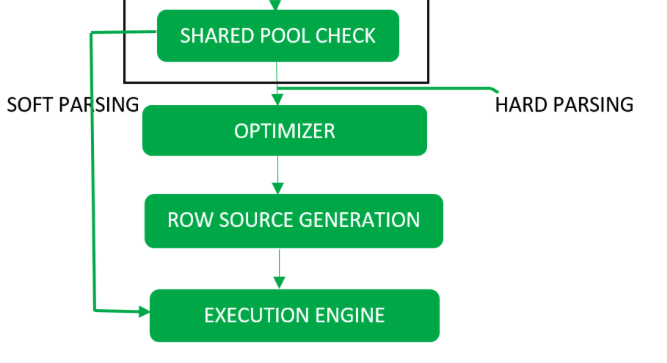 SHARED POOL CHECK
SOFT PARSING
HARD PARSING
OPTIMIZER
ROW SOURCE GENERATION
EXECUTION ENGINE